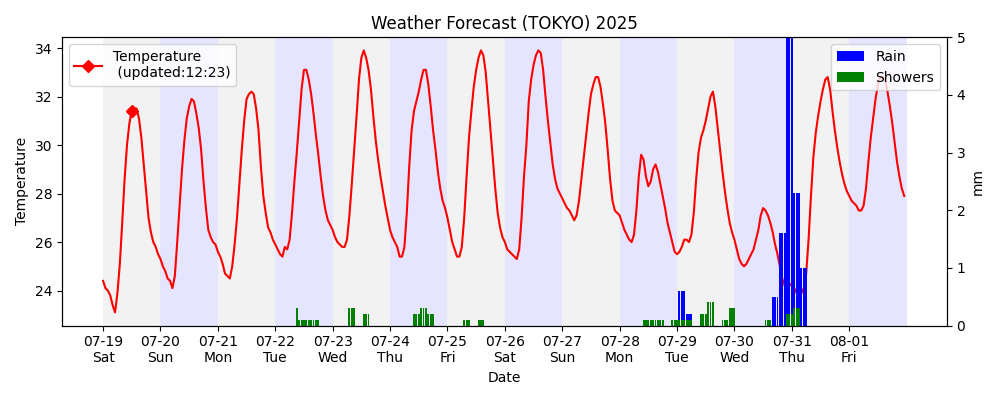 Weather Forecast (TOKYO) 2025
Temperature
(updated:12:23)
Rain
Showers
Temperature
34
32
30
28
26
24
mm
5
4
3
2
1
0
07-19 07-20 07-21 07-22 07-23 07-24 07-25 07-26 07-27 07-28 07-29 07-30 07-31 08-01
Sat Sun Mon Tue Wed Thu Fri Sat Sun Mon Tue Wed Thu Fri
Date